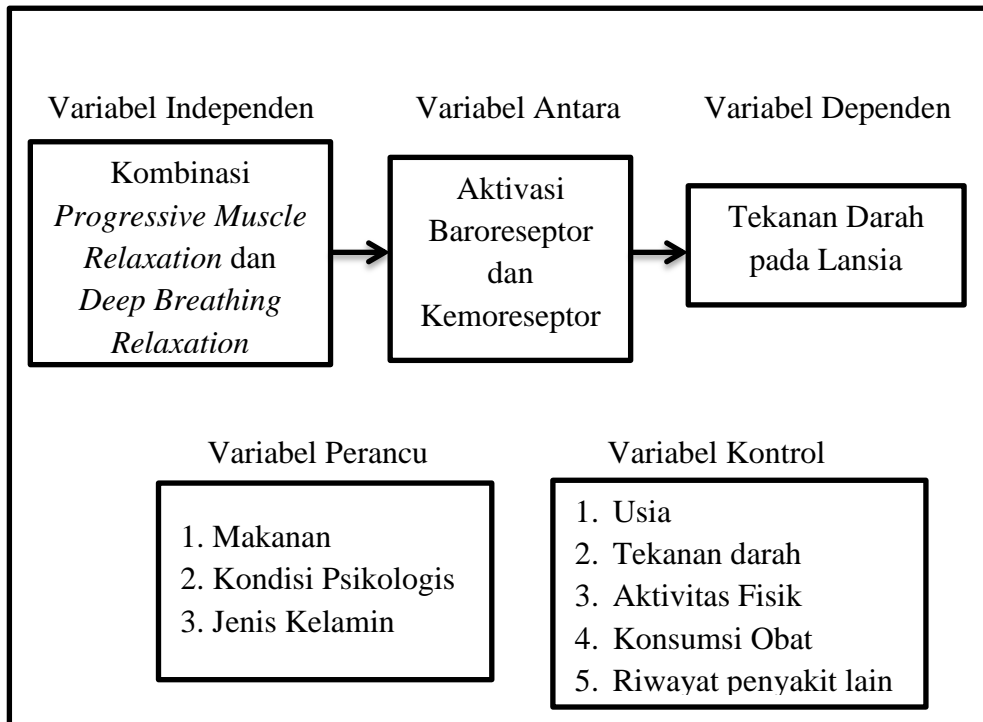 Variabel Independen
Kombinasi
Progressive Muscle
Relaxation dan
Deep Breathing
Relaxation
Variabel Antara
Aktivasi
Baroreseptor
dan
Kemoreseptor
Variabel Dependen
Tekanan Darah
pada Lansia
Variabel Perancu
1. Makanan
2. Kondisi Psikologis
3. Jenis Kelamin
Variabel Kontrol
1. Usia
2. Tekanan darah
3. Aktivitas Fisik
4. Konsumsi Obat
5. Riwayat penyakit lain